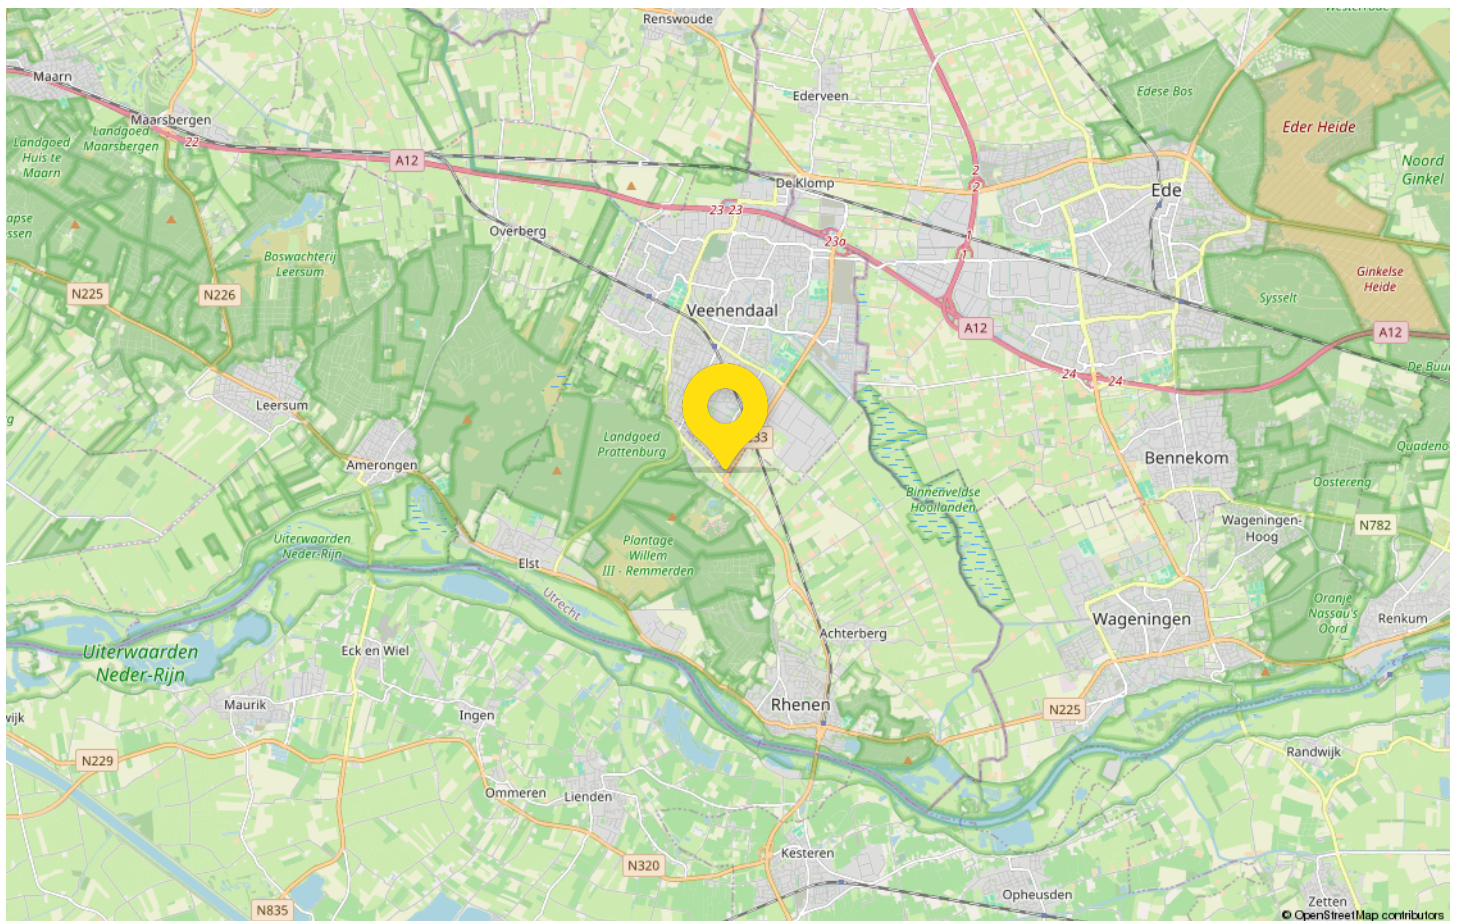 Renswoude
Westerrode
Maarn
Ederveen
Edese Bos
Maarsbergen
Landgoed
Maarsbergen
Eder Heide
22
Landgoed
Huis te
Maarn
A12
2
2
De Klomp
Noord
Ginkel
Ede
23 23
apse
ossen
Overberg
23a
1
1
Boswachterij
Leersum
Ginkelse
Heide
N225
N226
Sysselt
Veenendaal
A12
A12
De Buu
24
24
Leersum
Landgoed
Prattenburg
33
Quadeno
Amerongen
Bennekom
Oostereng
Binnenveldse
Hooilanden
Wageningen-
Hoog
N782
Uiterwaarden
Neder-Rijn
Plantage
Willem
III - Remmerden
Elst
Utrecht
Oranje
Nassau's
Oord
Wageningen
Renkum
Achterberg
Uiterwaarden
Neder-Rijn
Eck en Wiel
Rhenen
Maurik
N225
Ingen
wijk
Randwijk
N229
Ommeren
Lienden
Kesteren
N320
Opheusden
Zetten
N835
© OpenStreetMap contributors